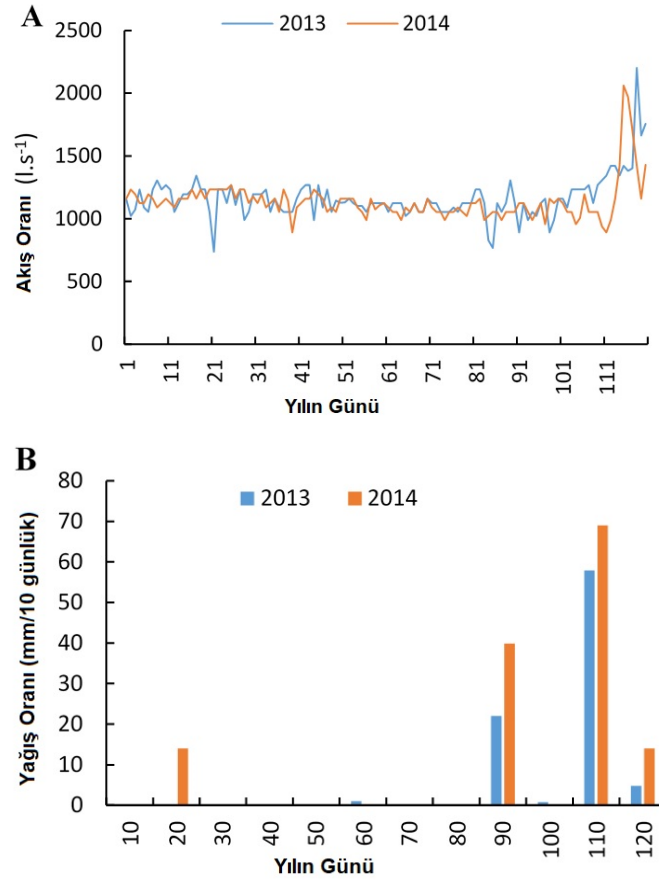 A
2013 2014
2500
2000
1500
1000
500
0
Akış Oranı (l.s⁻¹)
1 11 21 31 41 51 61 71 81 91 101 111
Yılın Günü
B
2013 2014
80
70
60
50
40
30
20
10
0
Yağış Oranı (mm/10 günlük)
10 20 30 40 50 60 70 80 90 100 110 120
Yılın Günü